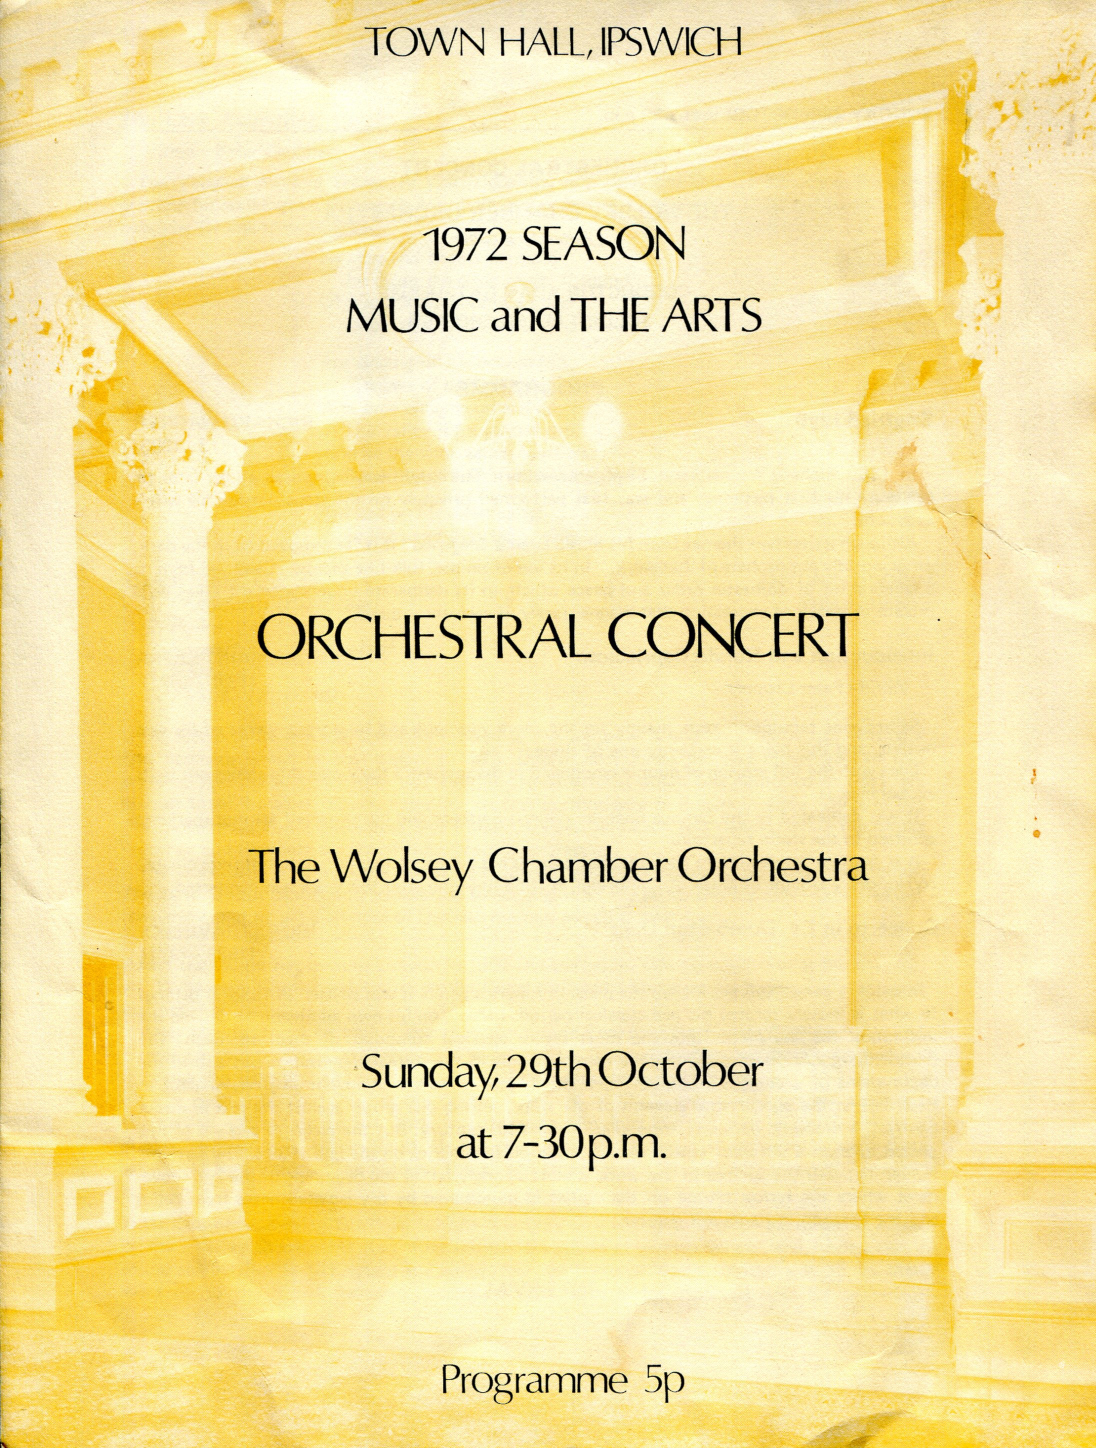 TOWN HALL, IPSWICH
1972 SEASON
MUSIC and THE ARTS
ORCHESTRAL CONCERT
The Wolsey Chamber Orchestra
Sunday, 29th October
at 7-30p.m.
Programme 5p